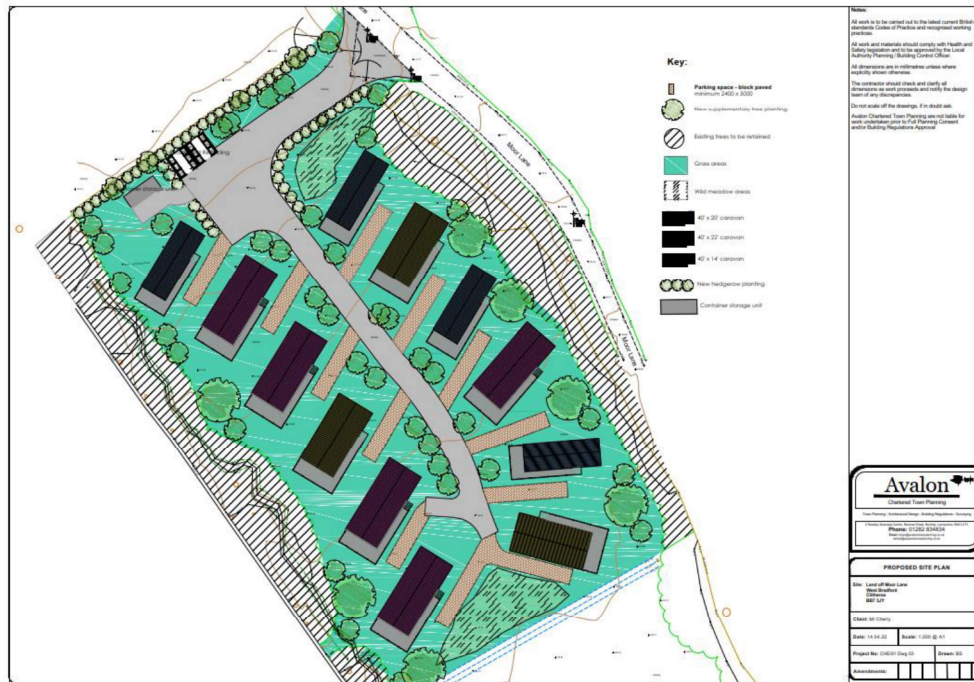 Notes:
All work is to be carried out to the latest current British
standards Codes of Practice and recognised working
practices.
All work and materials should comply with Health and
Safety legislation and to be approved by the Local
Authority Planning / Building Control Officer.
All dimensions are in millimetres unless where
explicitly shown otherwise.
The contractor should check and clarify all
dimensions as work proceeds and notify the design
team of any discrepancies.
Do not scale off the drawings, if in doubt ask.
Avalon Chartered Town Planning are not liable for
work undertaken prior to Full Planning Consent
and/or Building Regulations Approval
Key:
Parking space - block paved
minimum 2400 x 5000
New supplementary tree planting
Existing trees to be retained
Grass areas
Wild meadow areas
40' x 20' caravan
40' x 22' caravan
40' x 14' caravan
New hedgerow planting
Container storage unit
Moor Lane
Moor Lane
Avalon
Chartered Town Planning
Town Planning - Architectural Design - Building Regulations - Surveying
Phone: 01282 834834
PROPOSED SITE PLAN
Site: Land off Moor Lane
West Bradford
Clitheroe
Client: Mr Cherry
Date: 14.04.22
Scale: 1:200 @ A1
Drawn: BS
Amendments: